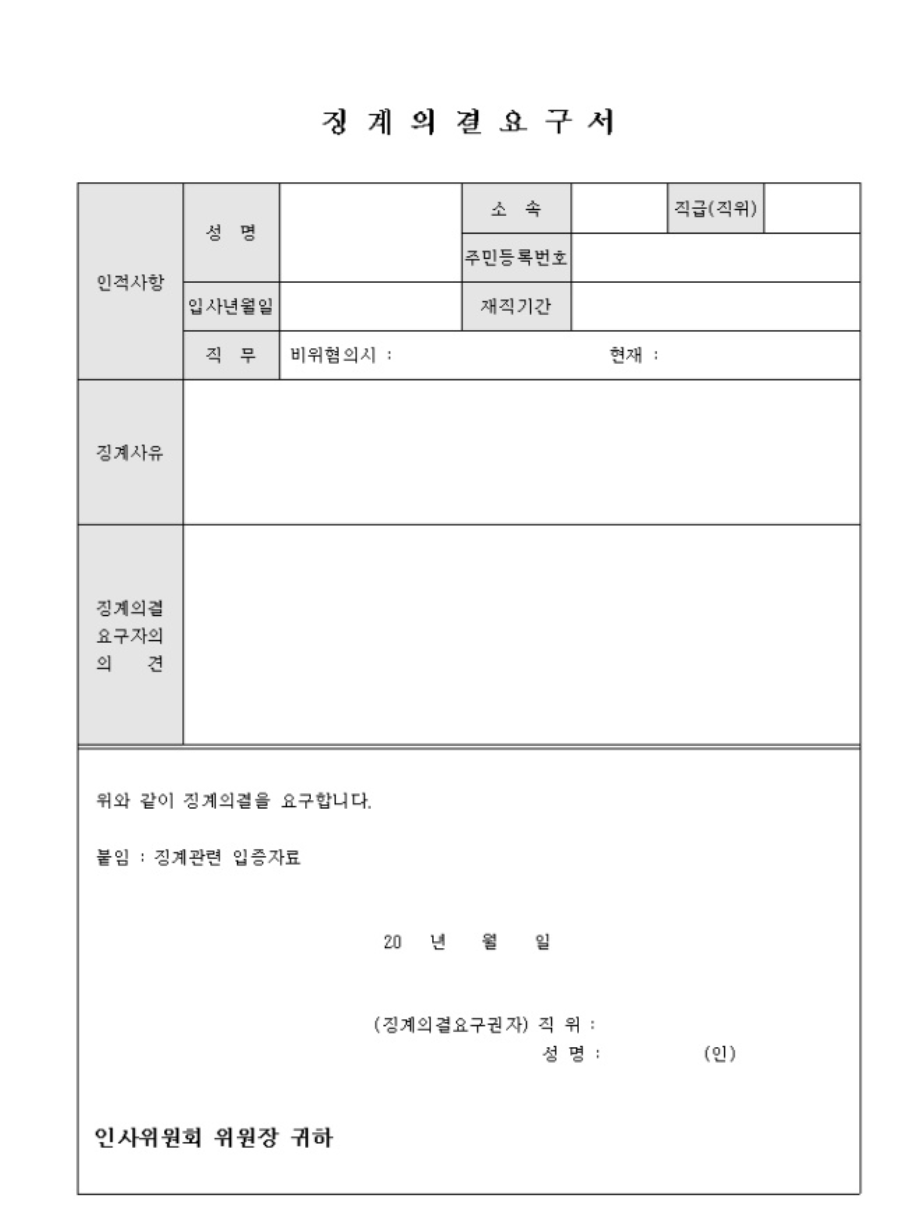 징 계 의 결 요 구 서
인적사항
성 명
소 속
직급(직위)
주민등록번호
입사년월일
재직기간
직 무
비위혐의시 :
현재 :
징계사유
징계의결
요구자의
의 견
위와 같이 징계의결을 요구합니다.
붙임 : 징계관련 입증자료
20 년 월 일
(징계의결요구권자) 직 위 :
성 명 : (인)
인사위원회 위원장 귀하